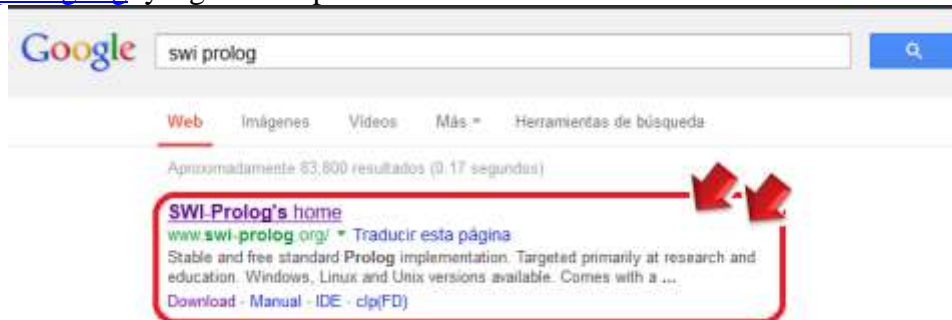 Google swi prolog
Web Imágenes Vídeos Más Herramientas de búsqueda
Aproximadamente 83,800 resultados (0.17 segundos)
SWI-Prolog's home
www.swi-prolog.org/ Traducir esta página
Stable and free standard Prolog implementation. Targeted primarily at research and
education. Windows, Linux and Unix versions available. Comes with a ...
Download - Manual - IDE - clp(FD)